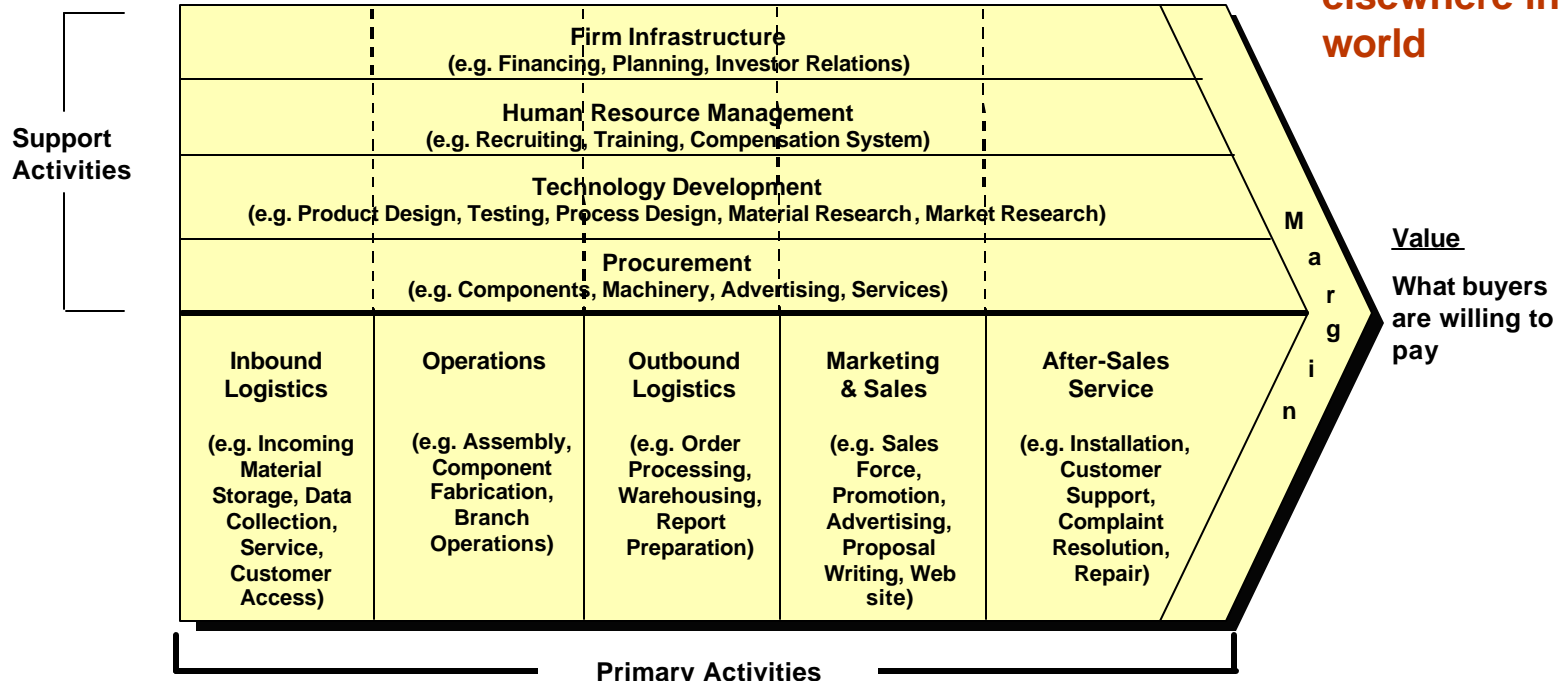 elsewhere in
world
Firm Infrastructure
(e.g. Financing, Planning, Investor Relations)
Human Resource Management
(e.g. Recruiting, Training, Compensation System)
Technology Development
(e.g. Product Design, Testing, Process Design, Material Research, Market Research)
Procurement
(e.g. Components, Machinery, Advertising, Services)
Support
Activities
Inbound
Logistics
(e.g. Incoming
Material
Storage, Data
Collection,
Service,
Customer
Access)
Operations
(e.g. Assembly,
Component
Fabrication,
Branch
Operations)
Outbound
Logistics
(e.g. Order
Processing,
Warehousing,
Report
Preparation)
Marketing
& Sales
(e.g. Sales
Force,
Promotion,
Advertising,
Proposal
Writing, Web
site)
After-Sales
Service
(e.g. Installation,
Customer
Support,
Complaint
Resolution,
Repair)
Margin
Value
What buyers
are willing to
pay
Primary Activities